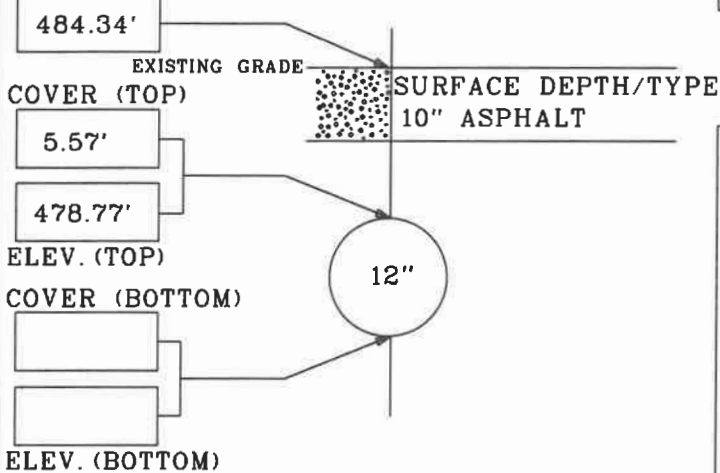 484.34'
EXISTING GRADE
SURFACE DEPTH/TYPE
10" ASPHALT
COVER (TOP)
5.57'
478.77'
ELEV. (TOP)
12"
COVER (BOTTOM)
ELEV. (BOTTOM)